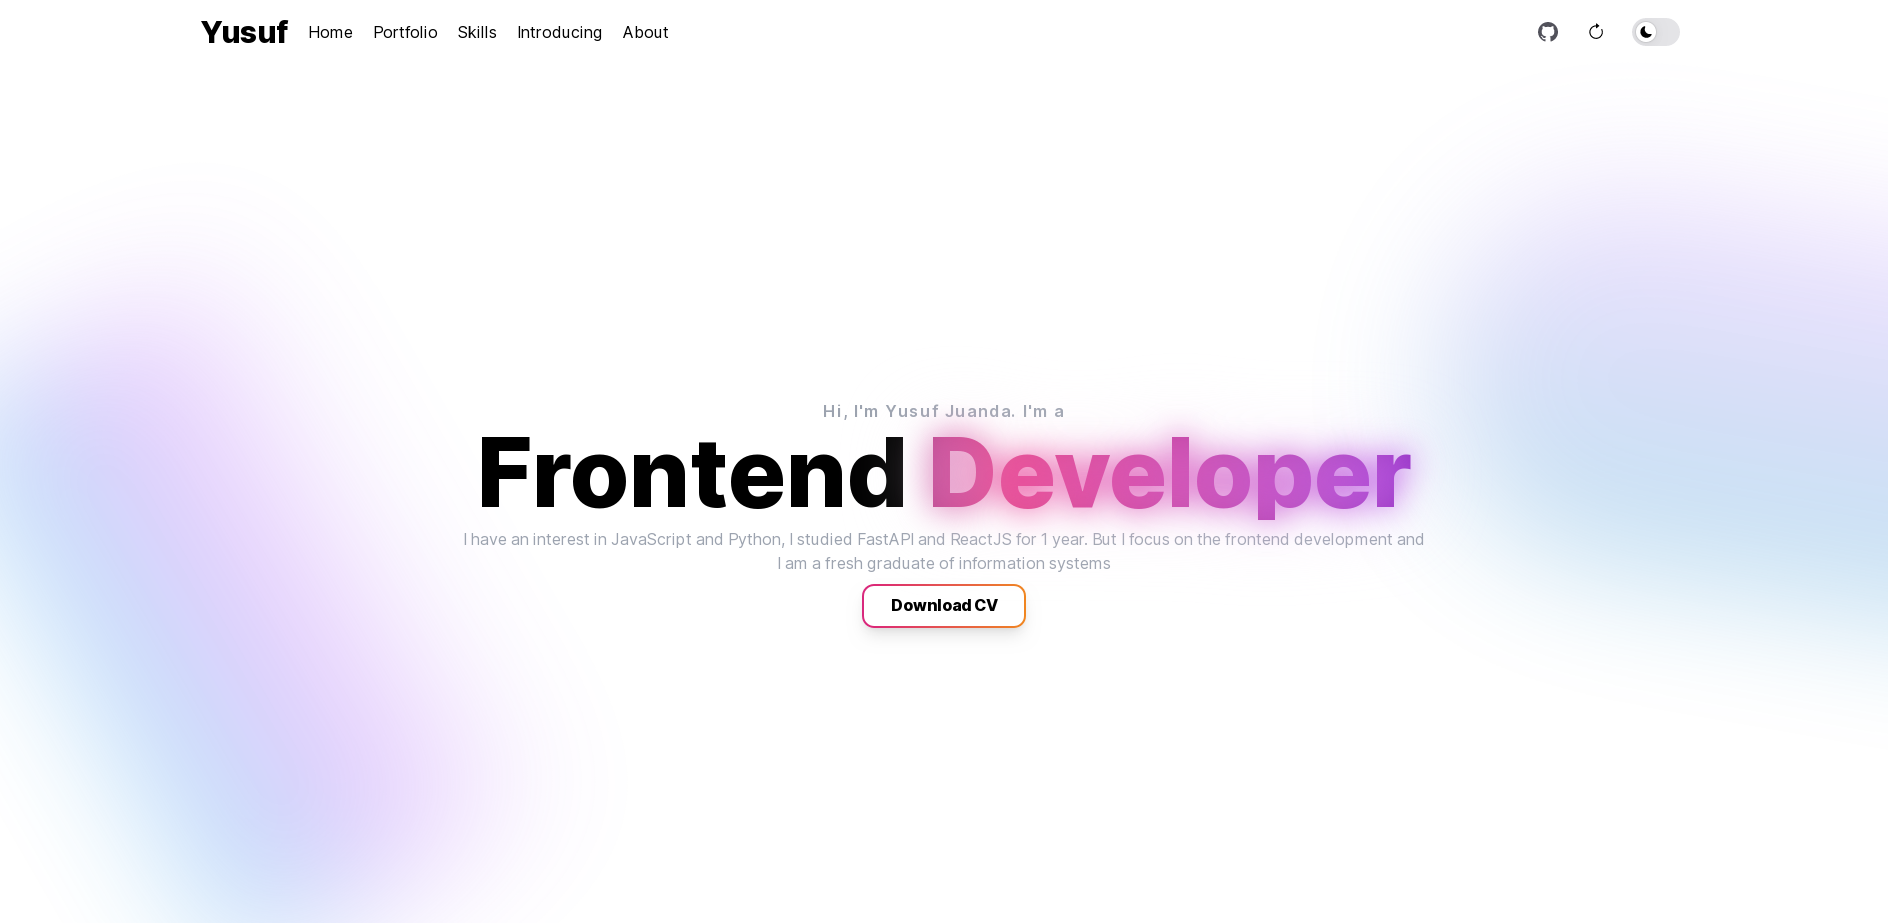 Yusuf
Home
Portfolio
Skills
Introducing
About
Hi, I'm Yusuf Juanda. I'm a
Frontend Developer
I have an interest in JavaScript and Python, I studied FastAPI and ReactJS for 1 year. But I focus on the frontend development and
I am a fresh graduate of information systems
Download CV